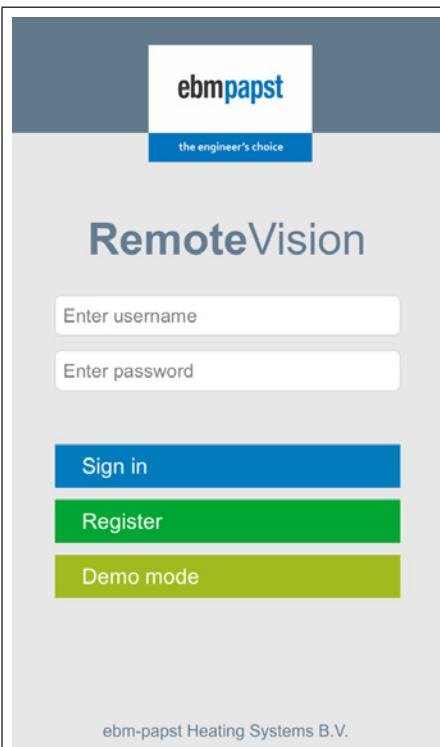 ebmpapst
the engineer's choice
RemoteVision
Enter username
Enter password
Sign in
Register
Demo mode
ebm-papst Heating Systems B.V.